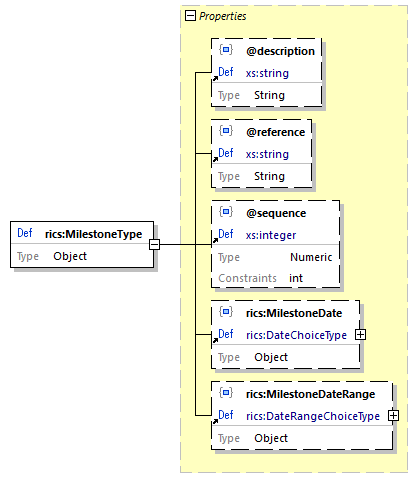 Properties
@description
Def xs:string
Type String
@reference
Def xs:string
Type String
@sequence
Def xs:integer
Type Numeric
Constraints int
Def rics:MilestoneType
Type Object
rics:MilestoneDate
Def rics:DateChoiceType
Type Object
rics:MilestoneDateRange
Def rics:DateRangeChoiceType
Type Object